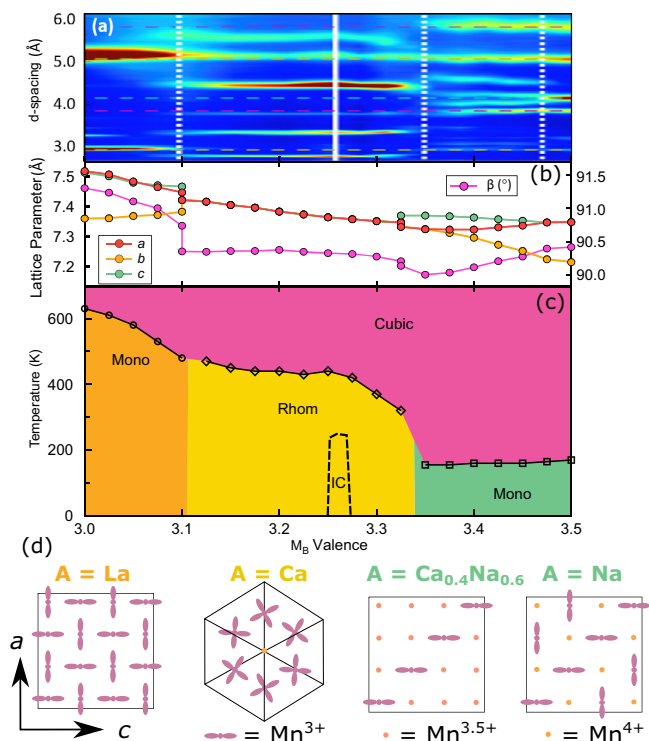 (a)
6.0
5.0
4.0
3.0
d-spacing (Å)
(b)
7.5
7.4
7.3
7.2
Lattice Parameter (Å)
β (°)
a
b
c
91.5
91.0
90.5
90.0
(c)
600
400
200
0
Temperature (K)
Cubic
Mono
Rhom
IC
Mono
3.0 3.1 3.2 3.3 3.4 3.5
M_B Valence
(d)
A = La A = Ca A = Ca₀.₄Na₀.₆ A = Na
a
c
= Mn³⁺ = Mn³·⁵⁺ = Mn⁴⁺